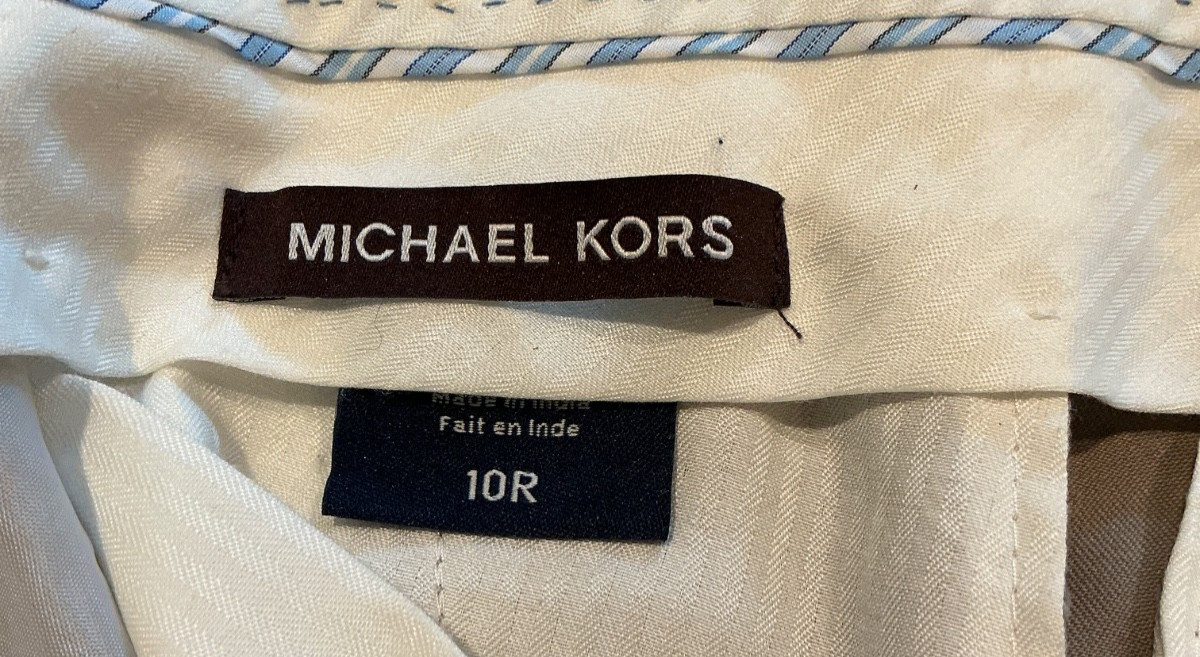 MICHAEL KORS
Made in India
Fait en Inde
10R